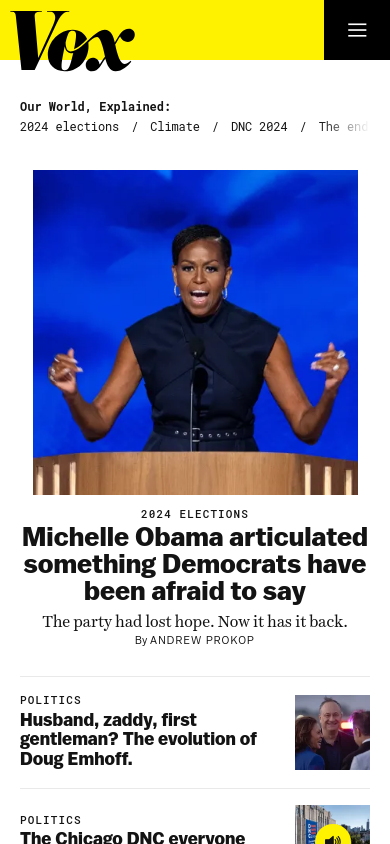 Vox
Our World, Explained:
2024 elections / Climate / DNC 2024 / The end
2024 ELECTIONS
Michelle Obama articulated
something Democrats have
been afraid to say
The party had lost hope. Now it has it back.
By ANDREW PROKOP
POLITICS
Husband, zaddy, first
gentleman? The evolution of
Doug Emhoff.
POLITICS
The Chicago DNC everyone